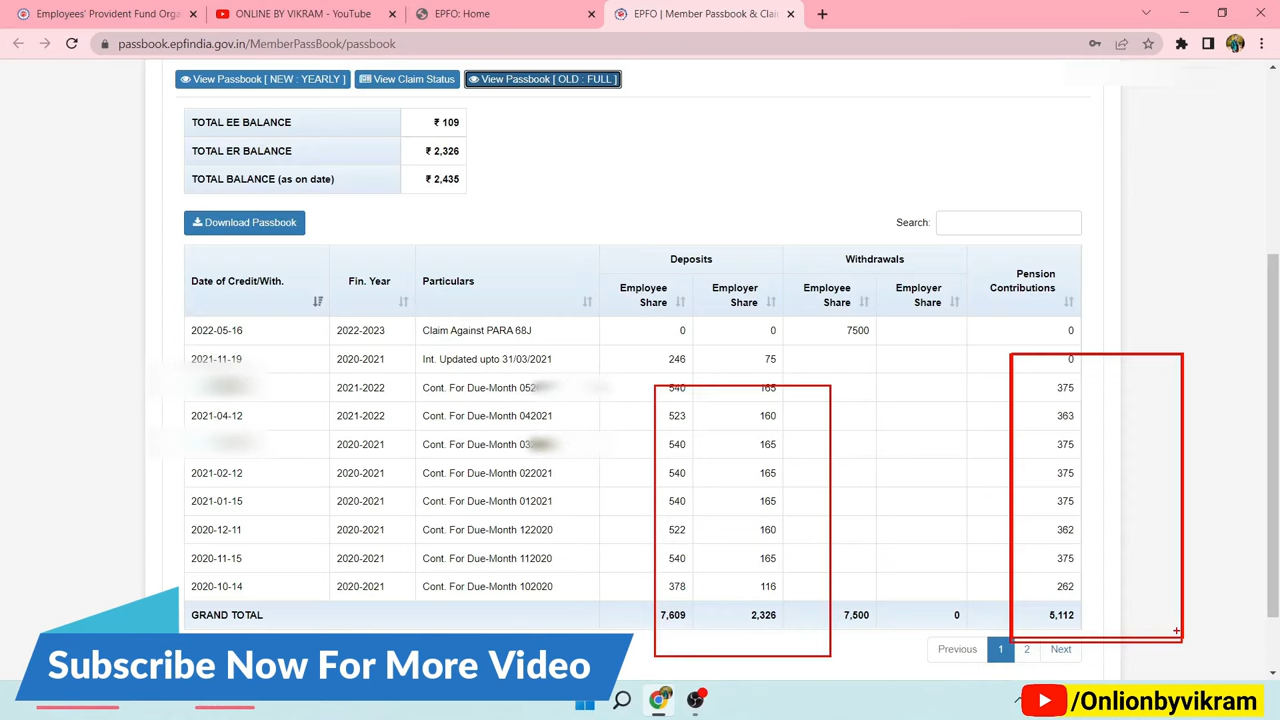 Employees' Provident Fund Orga
ONLINE BY VIKRAM - YouTube
EPFO: Home
EPFO | Member Passbook & Clai
passbook.epfindia.gov.in/MemberPassBook/passbook
View Passbook [ NEW : YEARLY ] View Claim Status View Passbook [ OLD : FULL ]
TOTAL EE BALANCE ₹ 109
TOTAL ER BALANCE ₹ 2,326
TOTAL BALANCE (as on date) ₹ 2,435
Download Passbook Search:
Deposits Withdrawals
Date of Credit/With. Fin. Year Particulars Pension
Contributions
Employee
Share Employer
Share Employee
Share Employer
Share
2022-05-16 2022-2023 Claim Against PARA 68J 0 0 7500 0
2021-11-19 2020-2021 Int. Updated upto 31/03/2021 246 75 0
2021-2022 Cont. For Due-Month 540 165 375
2021-04-12 2021-2022 Cont. For Due-Month 042021 523 160 363
2020-2021 Cont. For Due-Month 540 165 375
2021-02-12 2020-2021 Cont. For Due-Month 022021 540 165 375
2021-01-15 2020-2021 Cont. For Due-Month 012021 540 165 375
2020-12-11 2020-2021 Cont. For Due-Month 122020 522 160 362
2020-11-15 2020-2021 Cont. For Due-Month 112020 540 165 375
2020-10-14 2020-2021 Cont. For Due-Month 102020 378 116 262
GRAND TOTAL 7,609 2,326 7,500 0 5,112
Previous 1 2 Next
Subscribe Now For More Video
/Onlionbyvikram